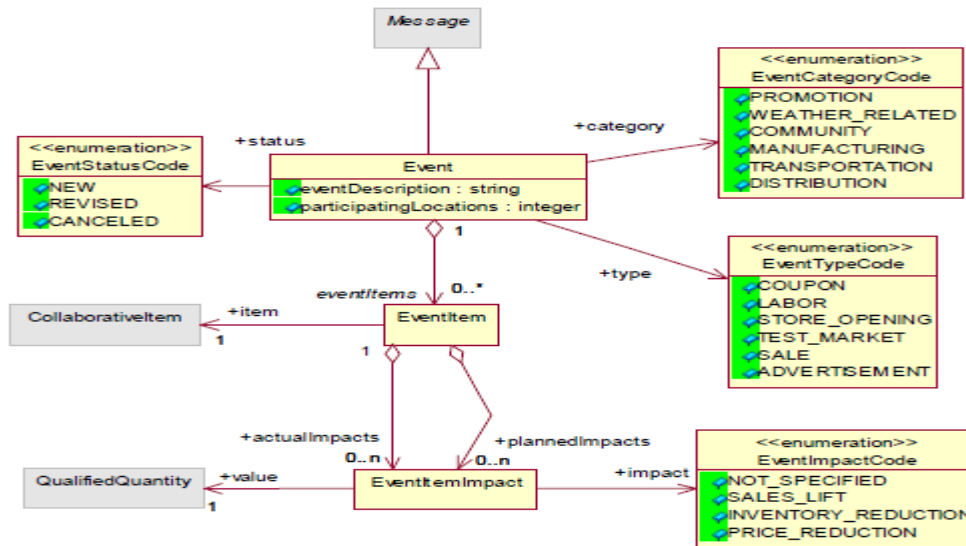 Message
<<enumeration>>
EventCategoryCode
PROMOTION
WEATHER_RELATED
COMMUNITY
MANUFACTURING
TRANSPORTATION
DISTRIBUTION
+category
+status
<<enumeration>>
EventStatusCode
NEW
REVISED
CANCELED
Event
eventDescription : string
participatingLocations : integer
1
+type
<<enumeration>>
EventTypeCode
COUPON
LABOR
STORE_OPENING
TEST_MARKET
SALE
ADVERTISEMENT
eventItems
0..*
CollaborativeItem
+item
1
EventItem
1
+actualImpacts
0..n
+plannedImpacts
0..n
QualifiedQuantity
+value
1
EventItemImpact
+impact
<<enumeration>>
EventImpactCode
NOT_SPECIFIED
SALES_LIFT
INVENTORY_REDUCTION
PRICE_REDUCTION